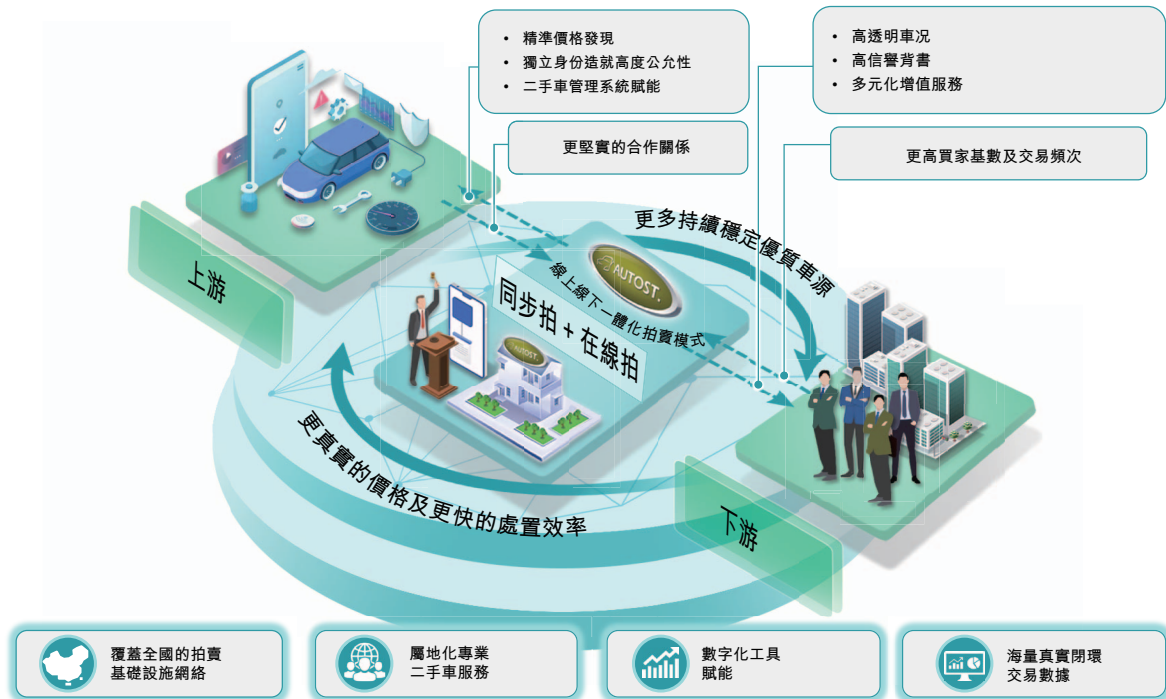 • 精準價格發現
• 獨立身份造就高度公允性
• 二手車管理系統賦能
• 高透明車况
• 高信譽背書
• 多元化增值服務
更堅實的合作關係
更高買家基數及交易頻次
上游
更多持續穩定優質車源
AUTOST.
線上線下一體化拍賣模式
同步拍 + 在線拍
AUTOST.
更真實的價格及更快的處置效率
下游
覆蓋全國的拍賣
基礎設施網絡
屬地化專業
二手車服務
數字化工具
賦能
海量真實閉環
交易數據